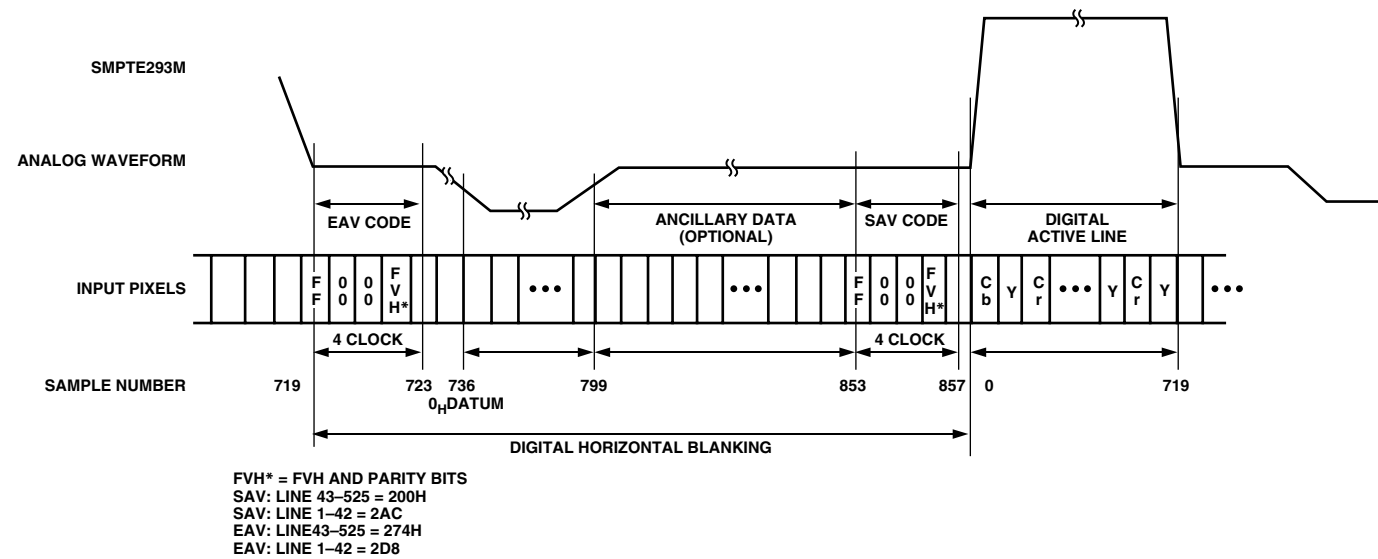 SMPTE293M
ANALOG WAVEFORM
EAV CODE
ANCILLARY DATA
(OPTIONAL)
SAV CODE
DIGITAL
ACTIVE LINE
INPUT PIXELS
F F
0 0
0 0
F V H*
•••
•••
F F
0 0
0 0
F V H*
C b
Y
C r
•••
Y
C r
Y
•••
4 CLOCK
4 CLOCK
SAMPLE NUMBER
719
723
736
799
853
857
0
719
0HDATUM
DIGITAL HORIZONTAL BLANKING
FVH* = FVH AND PARITY BITS
SAV: LINE 43–525 = 200H
SAV: LINE 1–42 = 2AC
EAV: LINE43–525 = 274H
EAV: LINE 1–42 = 2D8